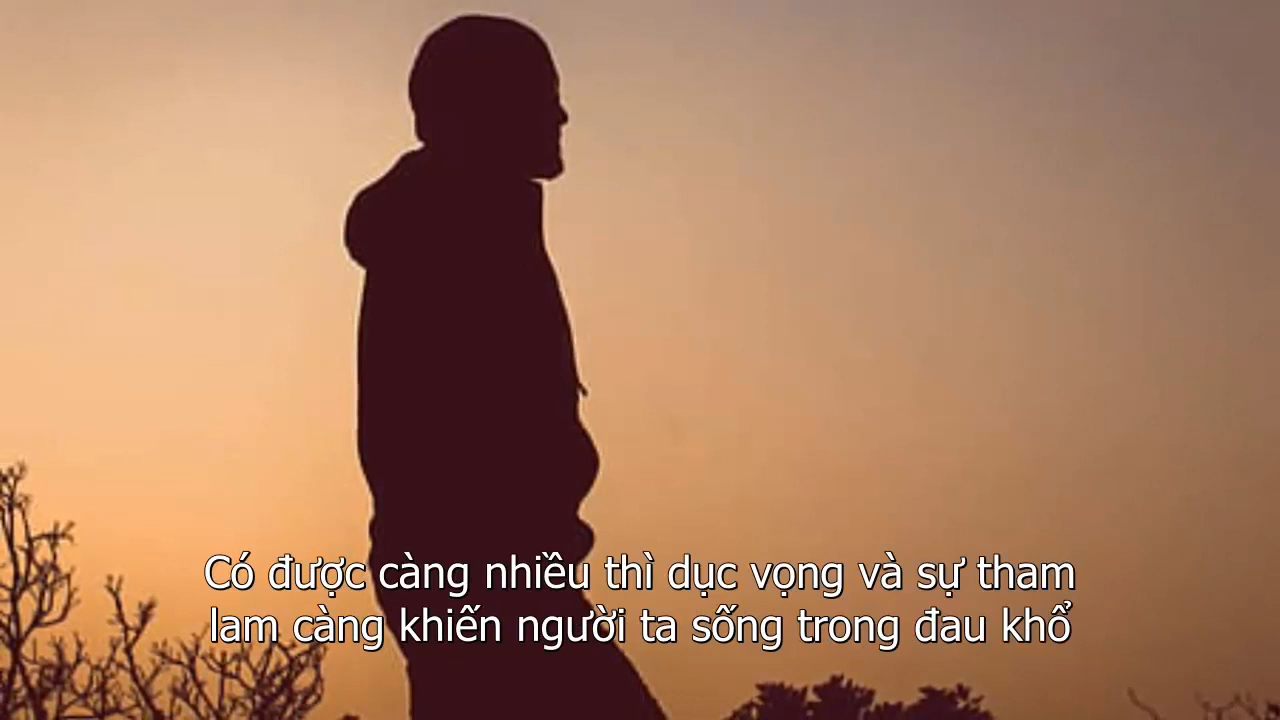 Có được càng nhiều thì dục vọng và sự tham
lam càng khiến người ta sống trong đau khổ